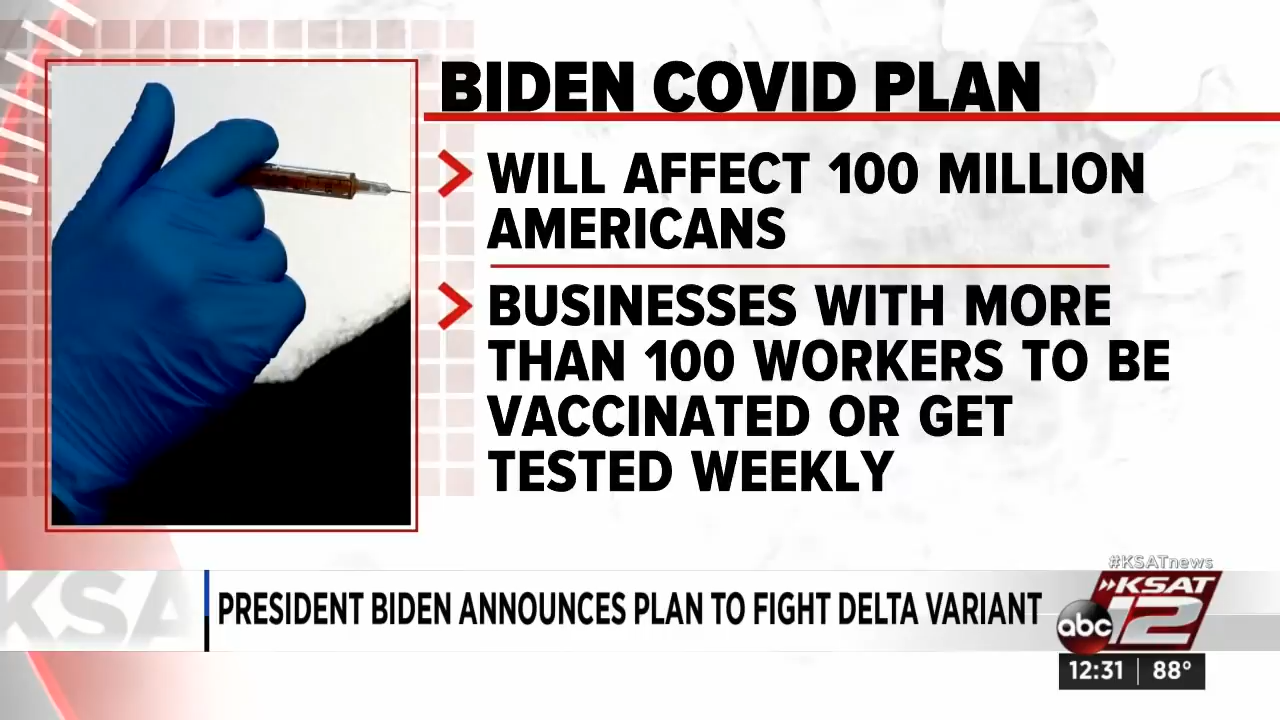 BIDEN COVID PLAN
WILL AFFECT 100 MILLION
AMERICANS
BUSINESSES WITH MORE
THAN 100 WORKERS TO BE
VACCINATED OR GET
TESTED WEEKLY
#KSATnews
KSA
PRESIDENT BIDEN ANNOUNCES PLAN TO FIGHT DELTA VARIANT
KSAT
abc 12
12:31 88°